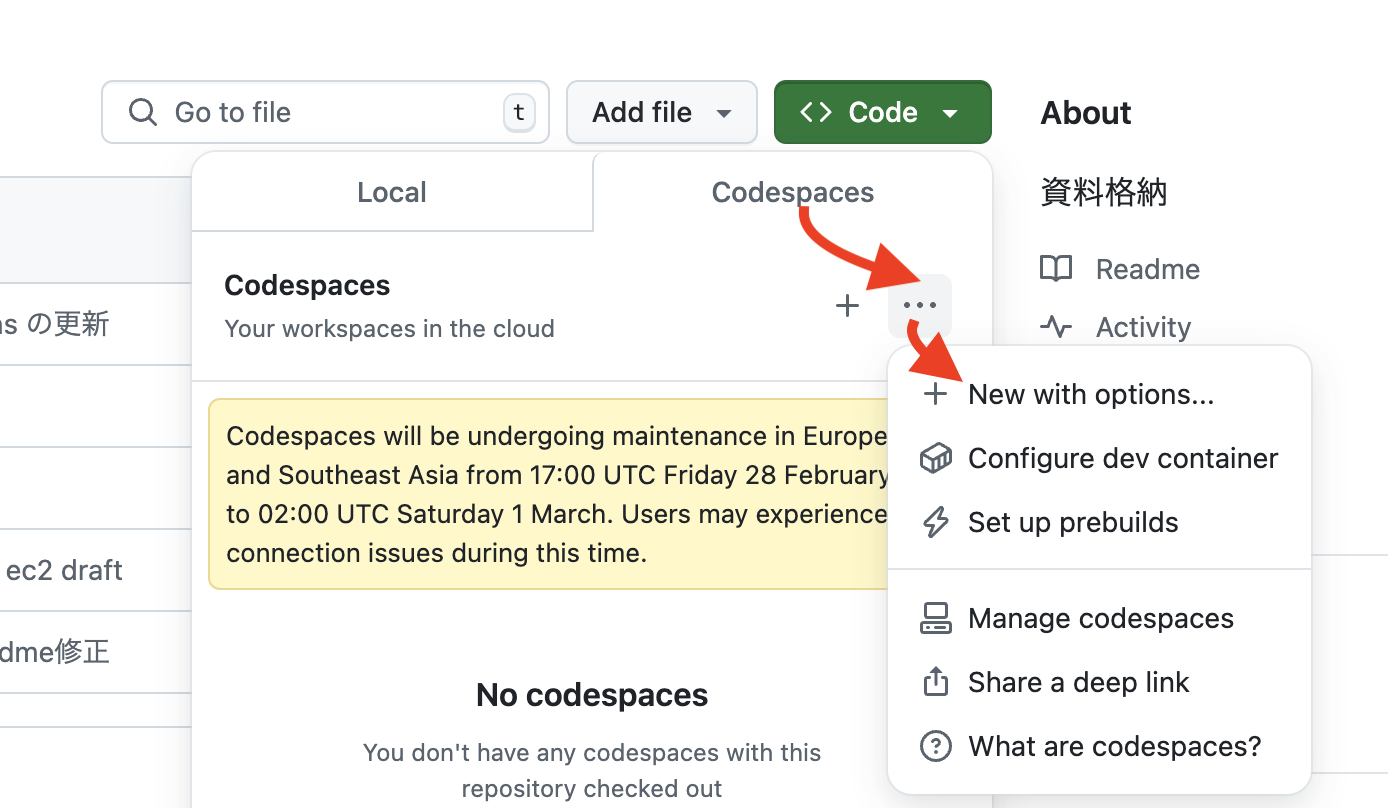 Go to file
t
Add file
Code
About
Local
Codespaces
資料格納
Codespaces
Your workspaces in the cloud
Readme
Activity
の更新
New with options...
Configure dev container
Set up prebuilds
Codespaces will be undergoing maintenance in Europe
and Southeast Asia from 17:00 UTC Friday 28 February
to 02:00 UTC Saturday 1 March. Users may experience
connection issues during this time.
ec2 draft
dme修正
Manage codespaces
Share a deep link
What are codespaces?
No codespaces
You don't have any codespaces with this
repository checked out